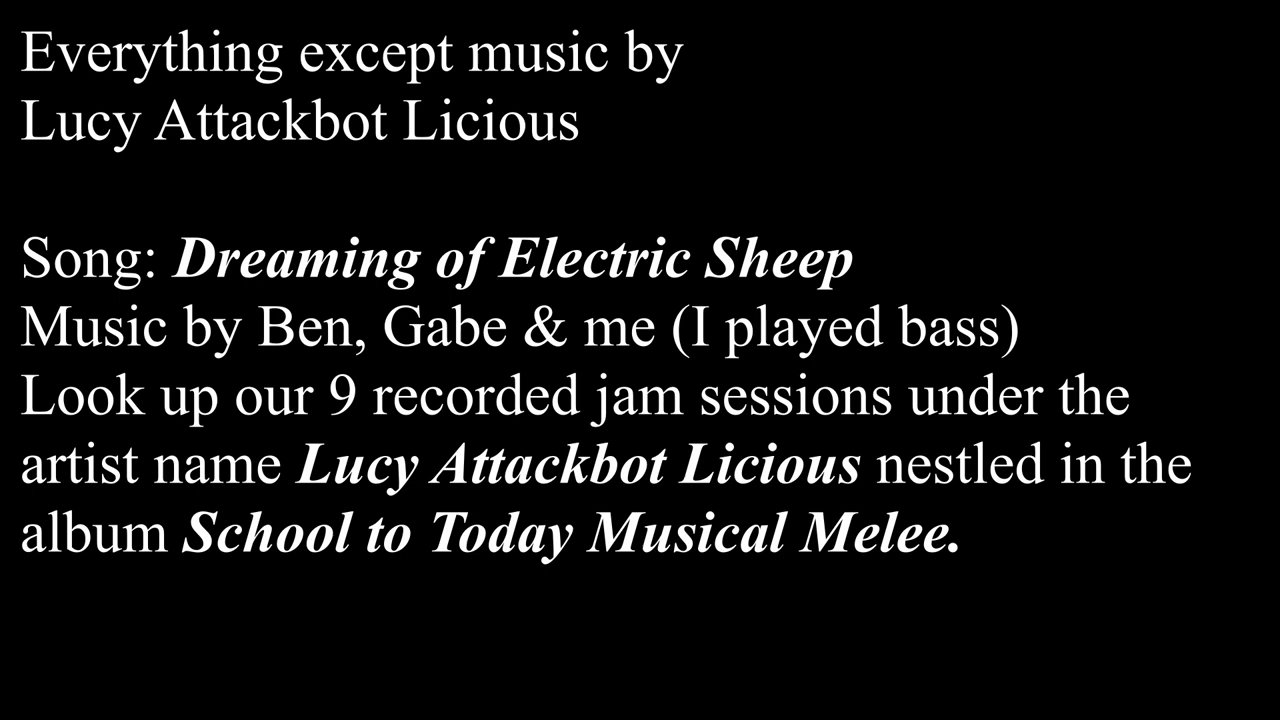 Everything except music by
Lucy Attackbot Licious
Song: Dreaming of Electric Sheep
Music by Ben, Gabe & me (I played bass)
Look up our 9 recorded jam sessions under the
artist name Lucy Attackbot Licious nestled in the
album School to Today Musical Melee.